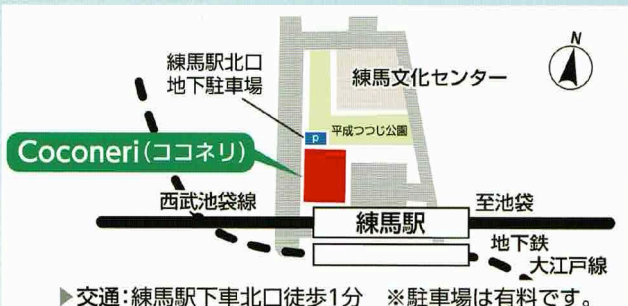 N
練馬駅北口
地下駐車場
練馬文化センター
P
平成つつじ公園
Coconeri(ココネリ)
西武池袋線
練馬駅
至池袋
地下鉄
大江戸線
▶交通:練馬駅下車北口徒歩1分 ※駐車場は有料です。